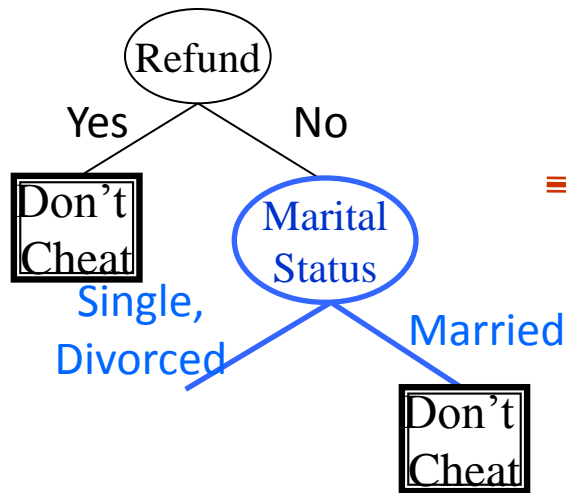 Refund
Yes
No
Don’t
Cheat
Marital
Status
Single,
Divorced
Married
Don’t
Cheat